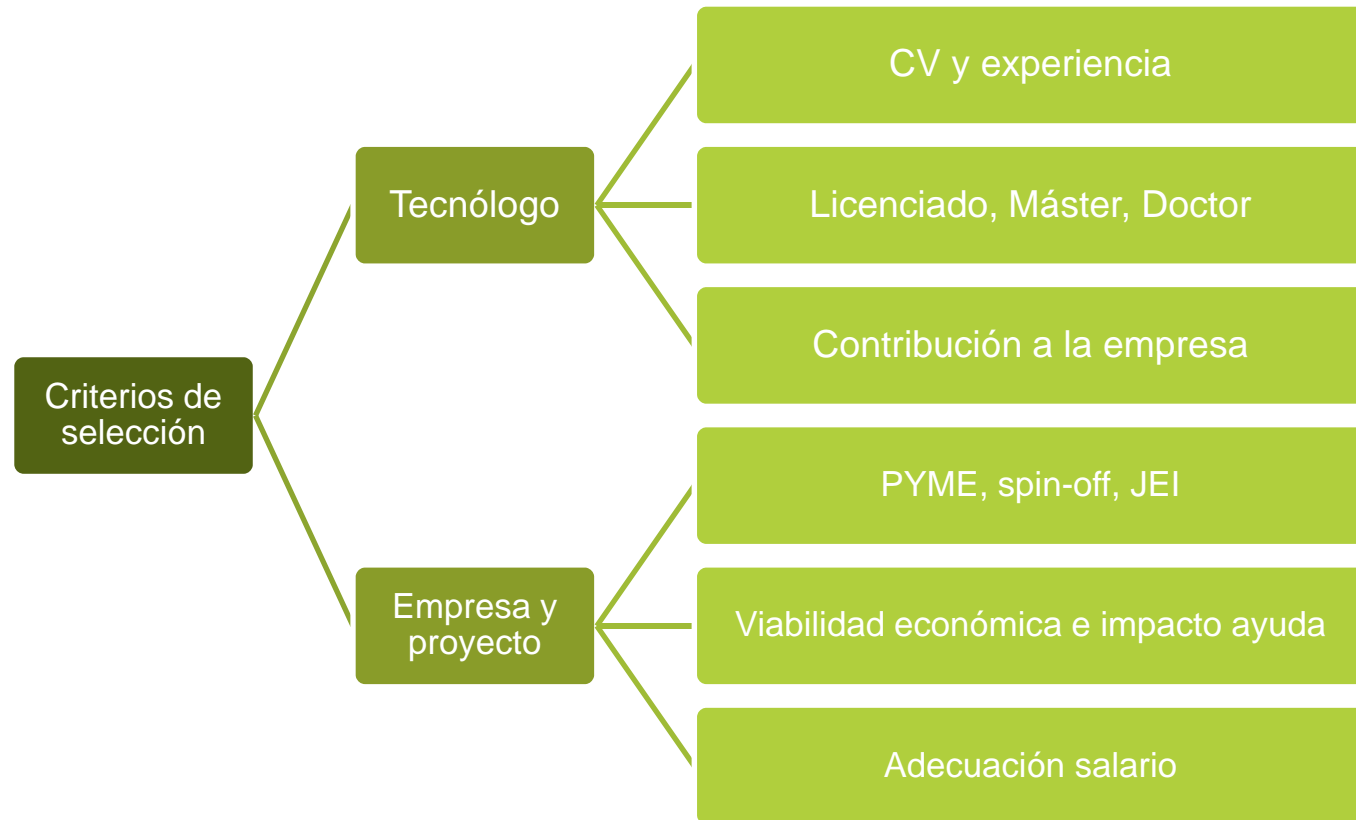 Criterios de
selección
Tecnólogo
CV y experiencia
Licenciado, Máster, Doctor
Contribución a la empresa
Empresa y
proyecto
PYME, spin-off, JEI
Viabilidad económica e impacto ayuda
Adecuación salario